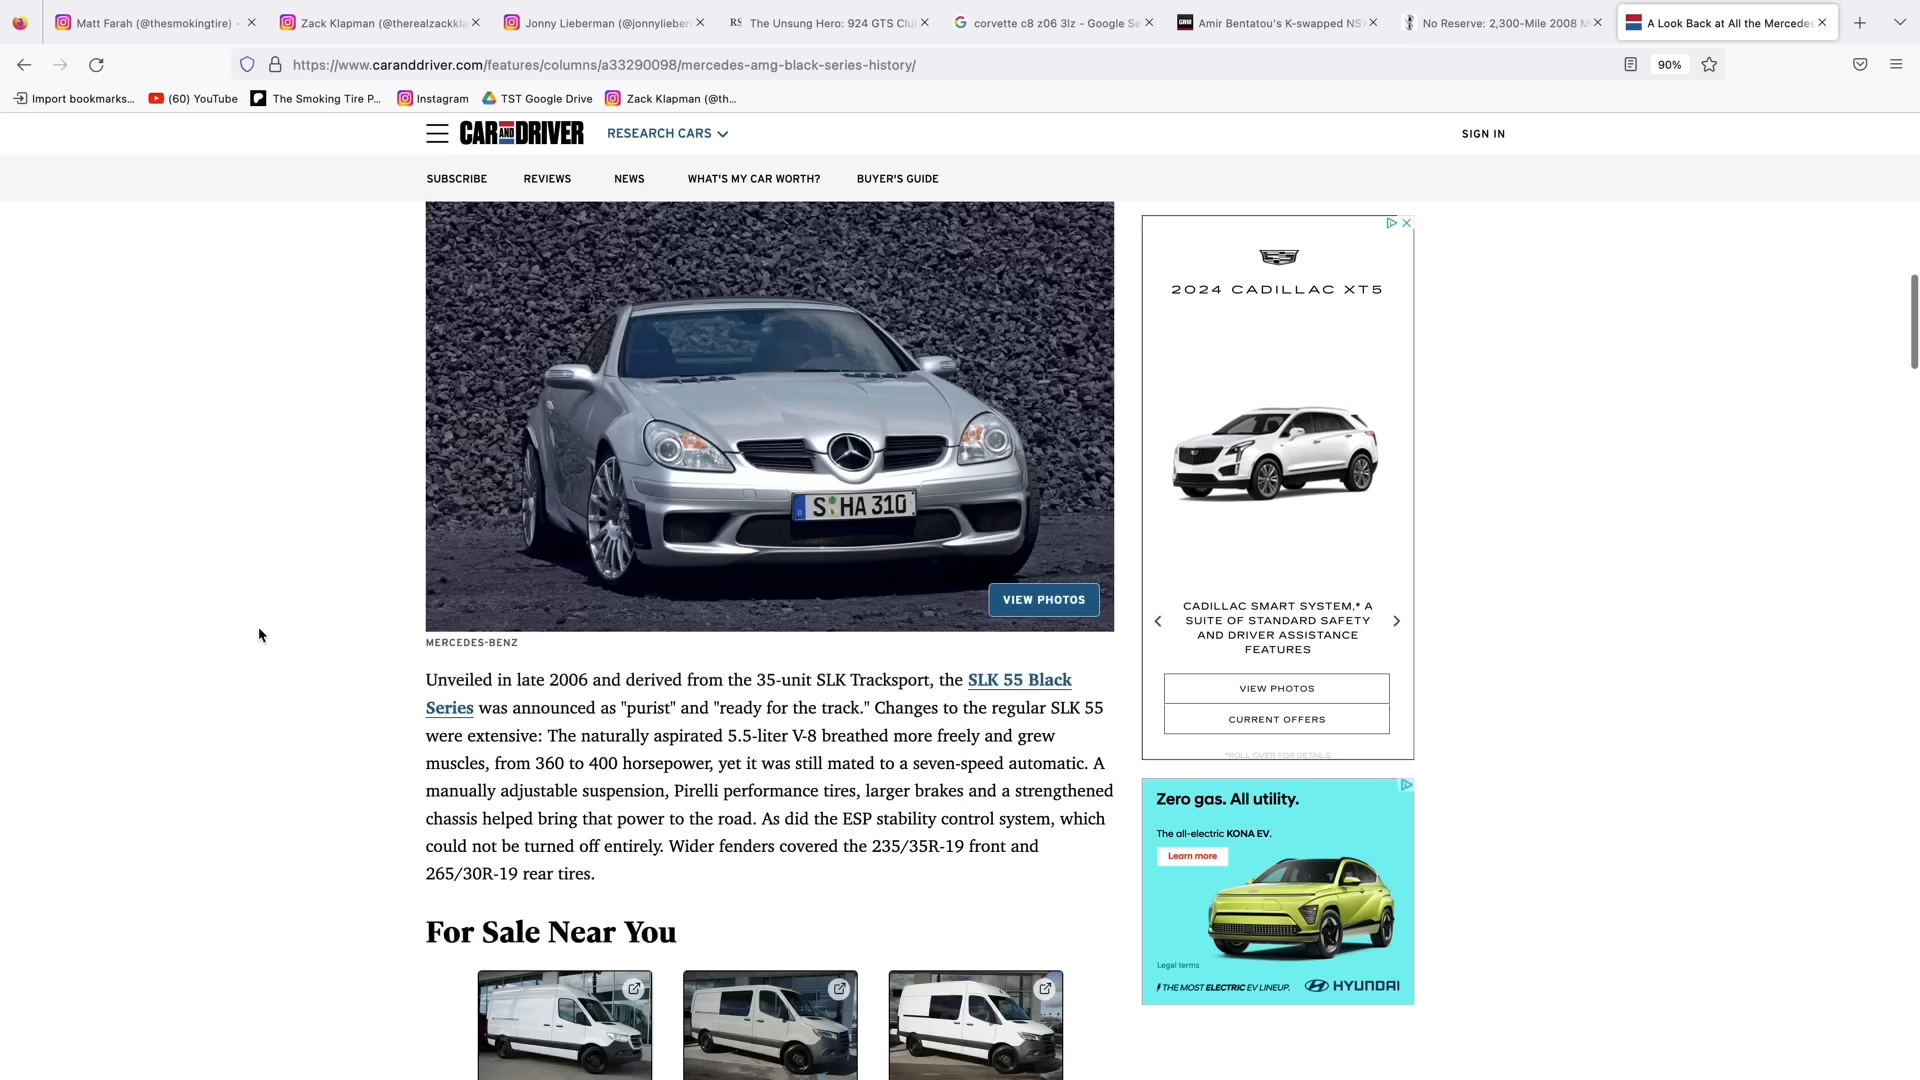 Matt Farah (@thesmokingtire) ·
Zack Klapman (@therealzackkla
Jonny Lieberman (@jonnylieber
RS The Unsung Hero: 924 GTS Clu
corvette c8 z06 3lz - Google Se
GRM Amir Bentatou's K-swapped NSX
No Reserve: 2,300-Mile 2008 M
A Look Back at All the Mercedes
https://www.caranddriver.com/features/columns/a33290098/mercedes-amg-black-series-history/
90%
Import bookmarks...
(60) YouTube
The Smoking Tire P...
Instagram
TST Google Drive
Zack Klapman (@th...
CAR AND DRIVER
RESEARCH CARS
SIGN IN
SUBSCRIBE
REVIEWS
NEWS
WHAT'S MY CAR WORTH?
BUYER'S GUIDE
S HA 310
VIEW PHOTOS
MERCEDES-BENZ
Unveiled in late 2006 and derived from the 35-unit SLK Tracksport, the SLK 55 Black
Series was announced as "purist" and "ready for the track." Changes to the regular SLK 55
were extensive: The naturally aspirated 5.5-liter V-8 breathed more freely and grew
muscles, from 360 to 400 horsepower, yet it was still mated to a seven-speed automatic. A
manually adjustable suspension, Pirelli performance tires, larger brakes and a strengthened
chassis helped bring that power to the road. As did the ESP stability control system, which
could not be turned off entirely. Wider fenders covered the 235/35R-19 front and
265/30R-19 rear tires.
For Sale Near You
2024 CADILLAC XT5
CADILLAC SMART SYSTEM,* A
SUITE OF STANDARD SAFETY
AND DRIVER ASSISTANCE
FEATURES
VIEW PHOTOS
CURRENT OFFERS
*ROLL OVER FOR DETAILS
Zero gas. All utility.
The all-electric KONA EV.
Learn more
Legal terms
THE MOST ELECTRIC EV LINEUP.
HYUNDAI